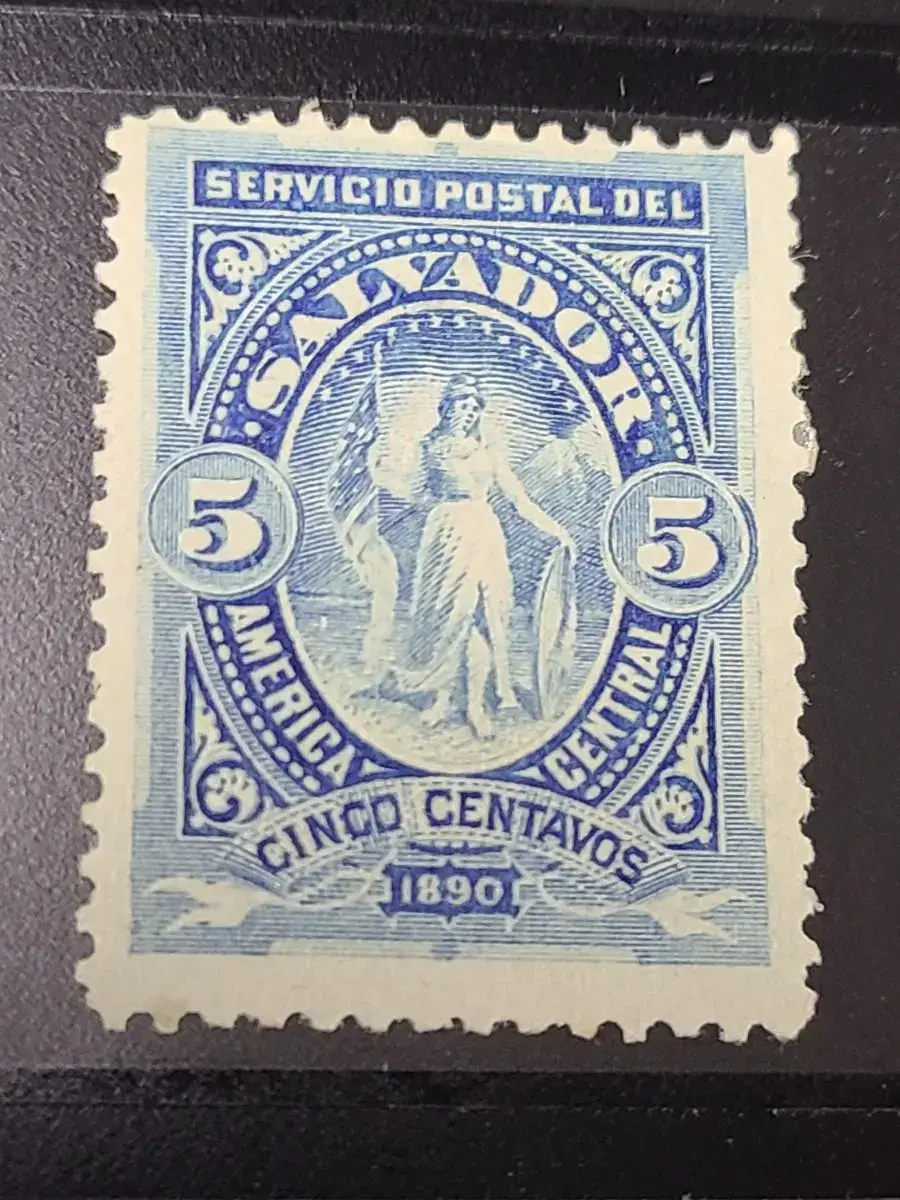 SERVICIO POSTAL DEL
·SALVADOR·
5 5
AMERICA CENTRAL
CINCO CENTAVOS
1890